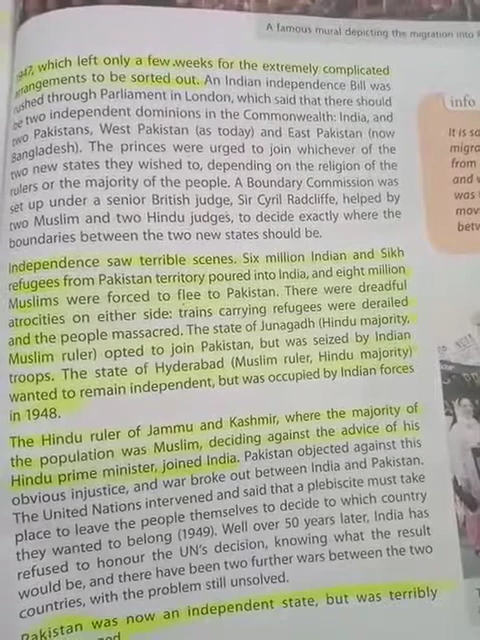 A famous mural depicting the migration into
1947, which left only a few weeks for the extremely complicated
arrangements to be sorted out. An Indian independence Bill was
rushed through Parliament in London, which said that there should
be two independent dominions in the Commonwealth: India, and
two Pakistans, West Pakistan (as today) and East Pakistan (now
Bangladesh). The princes were urged to join whichever of the
two new states they wished to, depending on the religion of the
rulers or the majority of the people. A Boundary Commission was
set up under a senior British judge, Sir Cyril Radcliffe, helped by
two Muslim and two Hindu judges, to decide exactly where the
boundaries between the two new states should be.
Independence saw terrible scenes. Six million Indian and Sikh
refugees from Pakistan territory poured into India, and eight million
Muslims were forced to flee to Pakistan. There were dreadful
atrocities on either side: trains carrying refugees were derailed
and the people massacred. The state of Junagadh (Hindu majority,
Muslim ruler) opted to join Pakistan, but was seized by Indian
troops. The state of Hyderabad (Muslim ruler, Hindu majority)
wanted to remain independent, but was occupied by Indian forces
in 1948.
The Hindu ruler of Jammu and Kashmir, where the majority of
the population was Muslim, deciding against the advice of his
Hindu prime minister, joined India. Pakistan objected against this
obvious injustice, and war broke out between India and Pakistan.
The United Nations intervened and said that a plebiscite must take
place to leave the people themselves to decide to which country
they wanted to belong (1949). Well over 50 years later, India has
refused to honour the UN's decision, knowing what the result
would be, and there have been two further wars between the two
countries, with the problem still unsolved.
Pakistan was now an independent state, but was terribly
info
It is
from
was